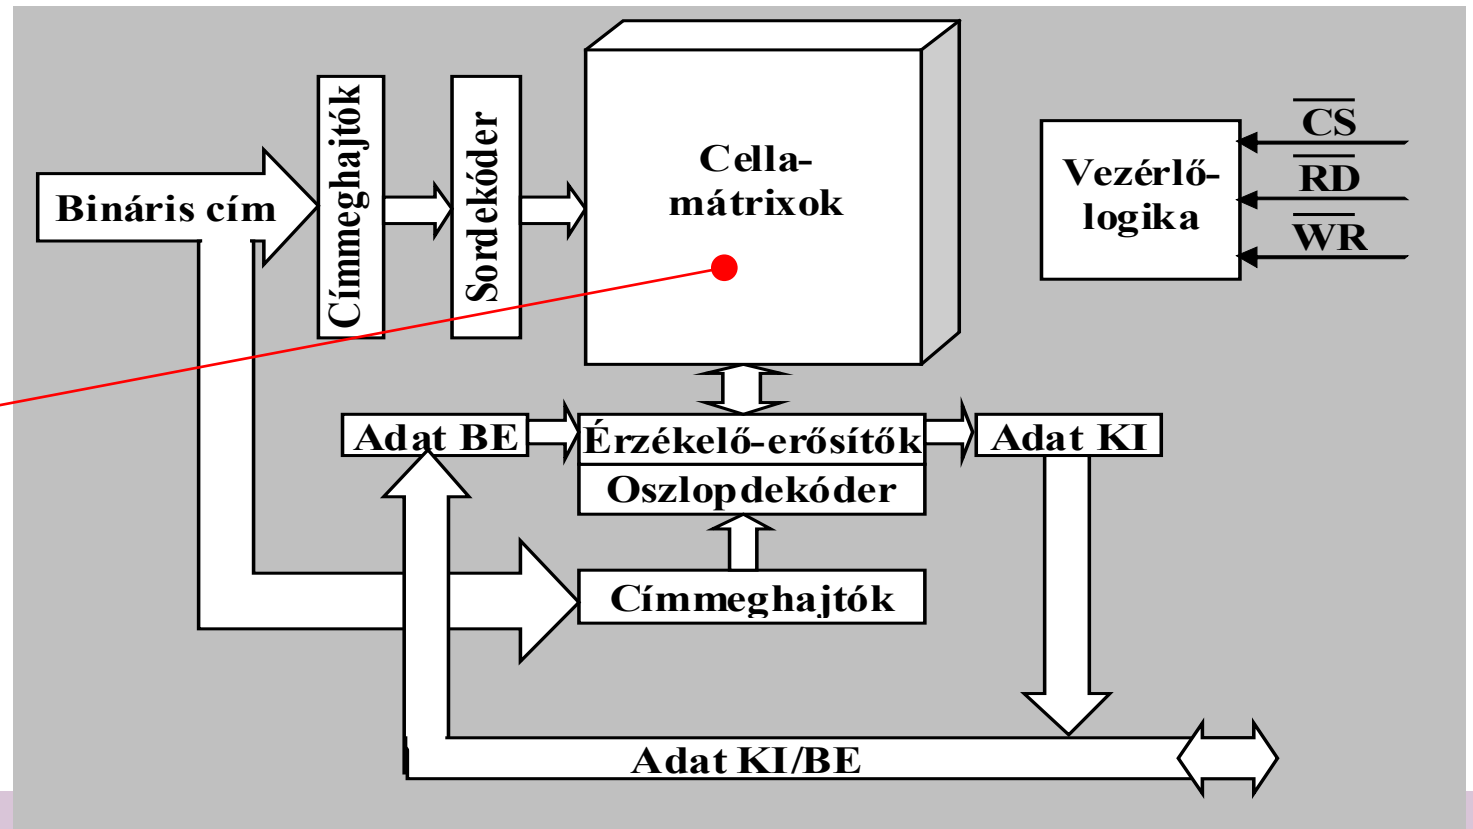 Bináris cím
Címmeghajtók
Sordekóder
Cella-
mátrixok
Vezérlő-
logika
CS
RD
WR
Adat BE
Érzékelő-erősítők
Oszlopdekóder
Adat KI
Címmeghajtók
Adat KI/BE